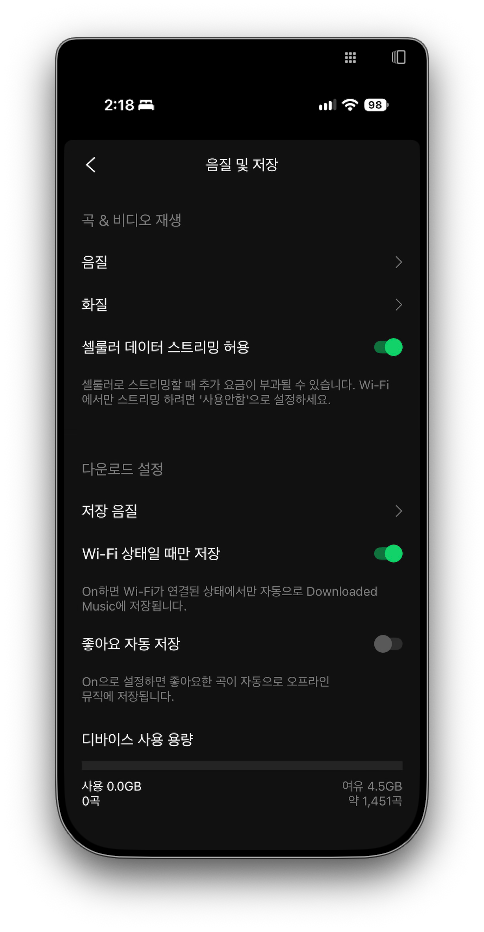 2:18
98
음질 및 저장
곡 & 비디오 재생
음질
화질
셀룰러 데이터 스트리밍 허용
셀룰러로 스트리밍할 때 추가 요금이 부과될 수 있습니다. Wi-Fi
에서만 스트리밍 하려면 '사용안함'으로 설정하세요.
다운로드 설정
저장 음질
Wi-Fi 상태일 때만 저장
On하면 Wi-Fi가 연결된 상태에서만 자동으로 Downloaded
Music에 저장됩니다.
좋아요 자동 저장
On으로 설정하면 좋아요한 곡이 자동으로 오프라인
뮤직에 저장됩니다.
디바이스 사용 용량
사용 0.0GB 여유 4.5GB
0곡 약 1,451곡